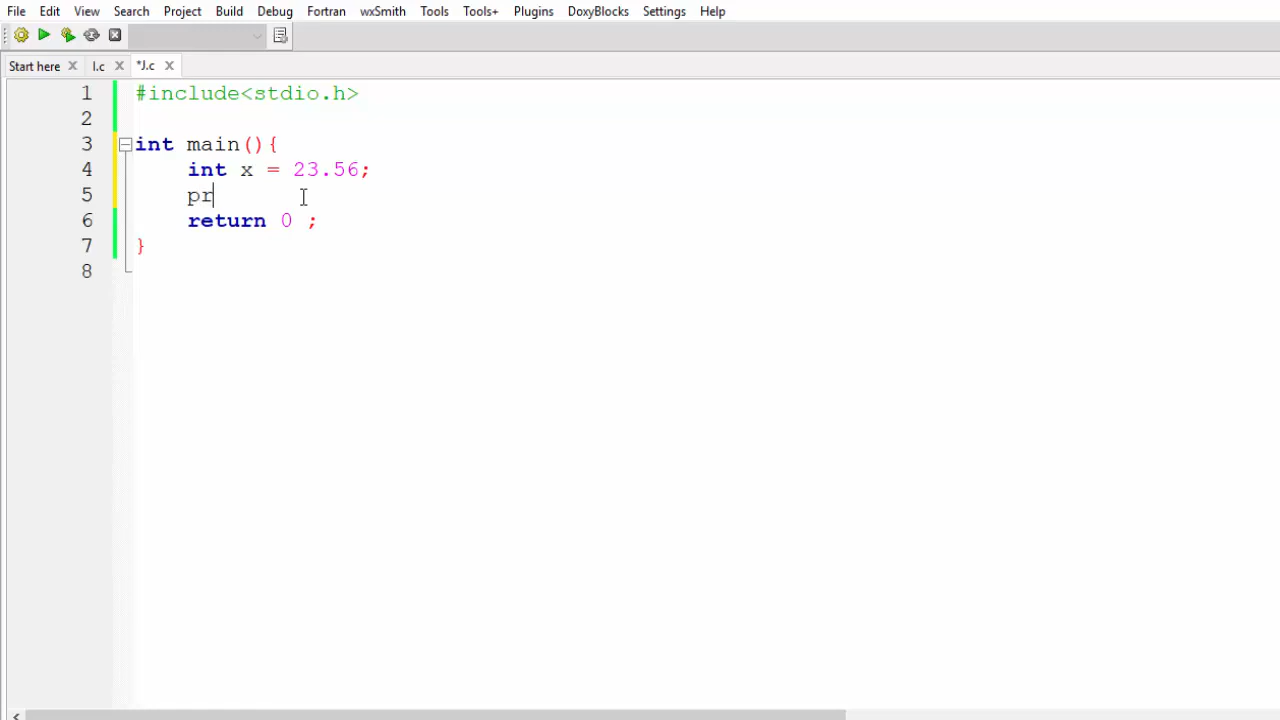 File Edit View Search Project Build Debug Fortran wxSmith Tools Tools+ Plugins DoxyBlocks Settings Help
Start here I.c *J.c
1 #include<stdio.h>
2
3 int main(){
4 int x = 23.56;
5 pr
6 return 0 ;
7 }
8